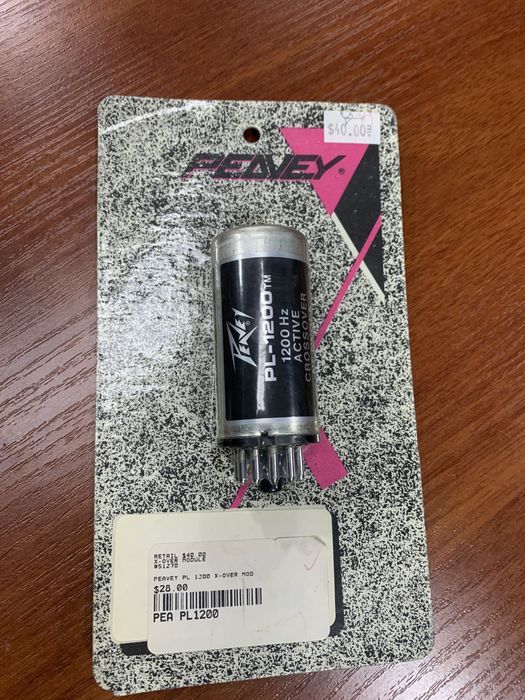 $40.00
PEAVEY®
PEAVEY®
PL-1200™
1200 Hz
ACTIVE
CROSSOVER
RETAIL $40.00
X-OVER MODULE
#51270
PEAVEY PL 1200 X-OVER MOD
$28.00
PEA PL1200